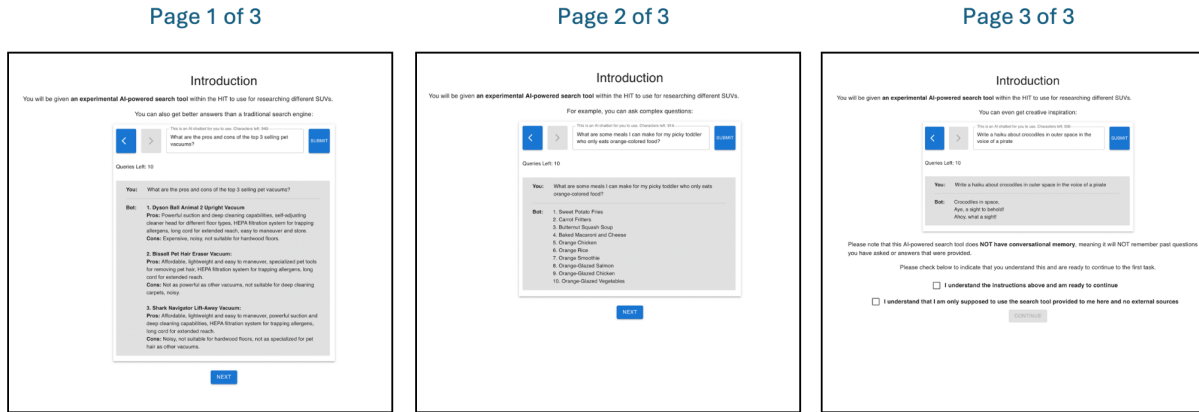 Page 1 of 3
Introduction
You will be given an experimental AI-powered search tool within the HIT to use for researching different SUVs.
You can also get better answers than a traditional search engine:
What are the pros and cons of the top 3 selling pet
vacuums?
SUBMIT
Queries Left: 10
You: What are the pros and cons of the top 3 selling pet vacuums?
Bot: 1. Dyson Ball Animal 2 Upright Vacuum
Pros: Powerful suction and deep cleaning capabilities, self-adjusting
cleaner head for different floor types, HEPA filtration system for trapping
allergens, long cord for extended reach, easy to maneuver and store.
Cons: Expensive, noisy, not suitable for hardwood floors.
2. Bissell Pet Hair Eraser Vacuum:
Pros: Affordable, lightweight and easy to maneuver, specialized pet tools
for removing pet hair, HEPA filtration system for trapping allergens, long
cord for extended reach.
Cons: Not as powerful as other vacuums, not suitable for deep cleaning
carpets, noisy.
3. Shark Navigator Lift-Away Vacuum:
Pros: Affordable, lightweight and easy to maneuver, powerful suction and
deep cleaning capabilities, HEPA filtration system for trapping allergens,
long cord for extended reach.
Cons: Noisy, not suitable for hardwood floors, not as specialized for pet
hair as other vacuums.
NEXT
Page 2 of 3
Introduction
You will be given an experimental AI-powered search tool within the HIT to use for researching different SUVs.
For example, you can ask complex questions:
What are some meals I can make for my picky toddler
who only eats orange-colored food?
SUBMIT
Queries Left: 10
You: What are some meals I can make for my picky toddler who only eats
orange-colored food?
Bot: 1. Sweet Potato Fries
2. Carrot Fritters
3. Butternut Squash Soup
4. Baked Macaroni and Cheese
5. Orange Chicken
6. Orange Rice
7. Orange Smoothie
8. Orange-Glazed Salmon
9. Orange-Glazed Chicken
10. Orange-Glazed Vegetables
NEXT
Page 3 of 3
Introduction
You will be given an experimental AI-powered search tool within the HIT to use for researching different SUVs.
You can even get creative inspiration:
Write a haiku about crocodiles in outer space in the
voice of a pirate
SUBMIT
Queries Left: 10
You: Write a haiku about crocodiles in outer space in the voice of a pirate
Bot: Crocodiles in space,
Aye, a sight to behold!
Ahoy, what a sight!
Please note that this AI-powered search tool does NOT have conversational memory, meaning it will NOT remember past questions
you have asked or answers that were provided.
Please check below to indicate that you understand this and are ready to continue to the first task.
I understand the instructions above and am ready to continue
I understand that I am only supposed to use the search tool provided to me here and no external sources
CONTINUE